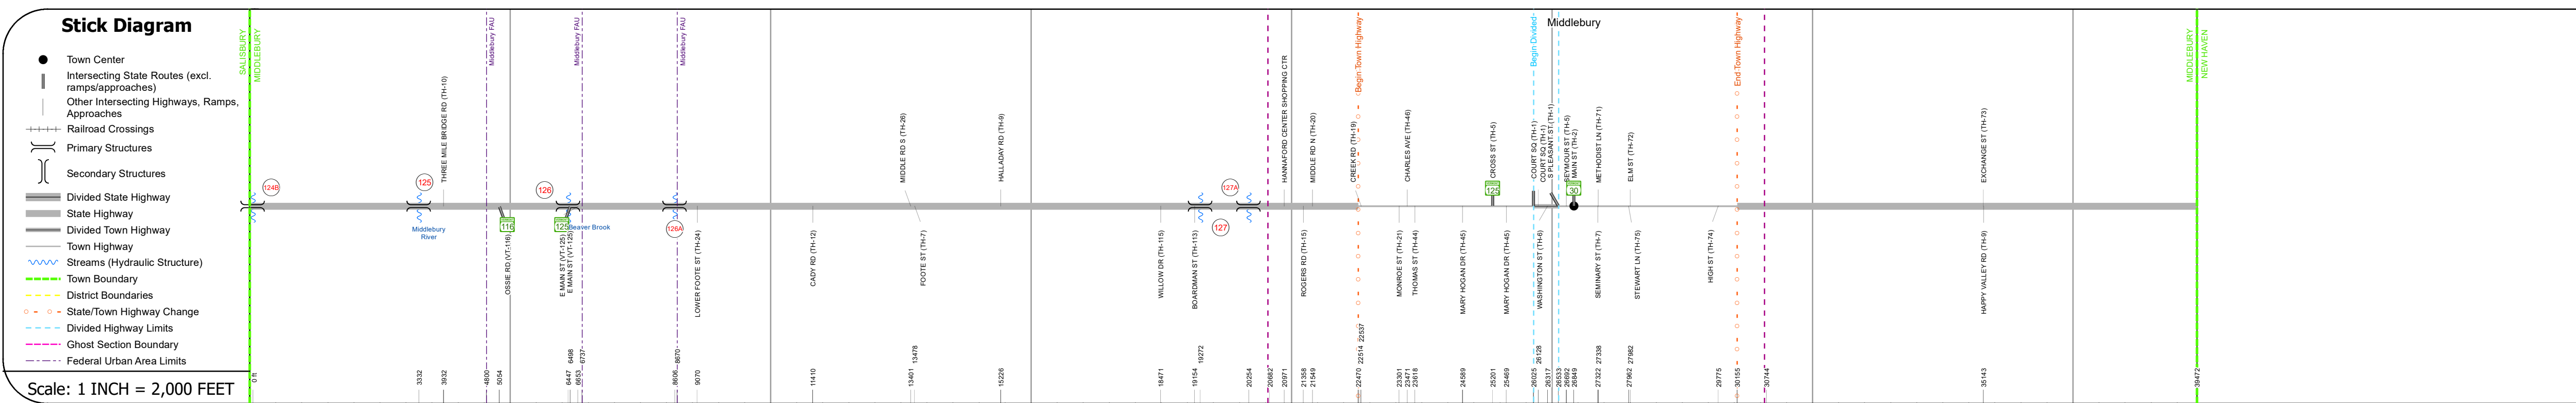 Stick Diagram
Town Center
Intersecting State Routes (excl.
ramps/approaches)
Other Intersecting Highways, Ramps,
Approaches
Railroad Crossings
Primary Structures
Secondary Structures
Divided State Highway
State Highway
Divided Town Highway
Town Highway
Streams (Hydraulic Structure)
Town Boundary
District Boundaries
State/Town Highway Change
Divided Highway Limits
Ghost Section Boundary
Federal Urban Area Limits
Scale: 1 INCH = 2,000 FEET
SALISBURY
MIDDLEBURY
Middlebury FAU
Middlebury FAU
Middlebury FAU
Begin Town Highway
Begin Divided
Middlebury
End Town Highway
MIDDLEBURY
NEW HAVEN
THREE MILE BRIDGE RD (TH-10)
MIDDLE RD S (TH-26)
HALLADAY RD (TH-9)
HANNAFORD CENTER SHOPPING CTR
MIDDLE RD N (TH-20)
CREEK RD (TH-19)
CHARLES AVE (TH-46)
CROSS ST (TH-5)
COURT SQ (TH-1)
COURT SQ (TH-1)
S PLEASANT ST (TH-1)
SEYMOUR ST (TH-5)
MAIN ST (TH-2)
METHODIST LN (TH-71)
ELM ST (TH-72)
EXCHANGE ST (TH-73)
124B
125
126
127A
125
30
116
125
126A
127
Middlebury
River
Beaver Brook
OSSIE RD (VT-116)
E MAIN ST (VT-125)
E MAIN ST (VT-125)
LOWER FOOTE ST (TH-24)
CADY RD (TH-12)
FOOTE ST (TH-7)
WILLOW DR (TH-115)
BOARDMAN ST (TH-113)
ROGERS RD (TH-15)
MONROE ST (TH-21)
THOMAS ST (TH-44)
MARY HOGAN DR (TH-45)
MARY HOGAN DR (TH-45)
WASHINGTON ST (TH-6)
SEMINARY ST (TH-7)
STEWART LN (TH-75)
HIGH ST (TH-74)
HAPPY VALLEY RD (TH-9)
0 ft
3332
3932
4800
5054
6447
6498
6653
6737
8606
8670
9070
11410
13401
13478
15226
18471
19154
19272
20254
20682
20971
21358
21549
22470
22514
22537
23301
23471
23618
24589
25201
25469
26025
26128
26317
26533
26692
26849
27322
27338
27962
27982
29775
30155
30744
35143
39472